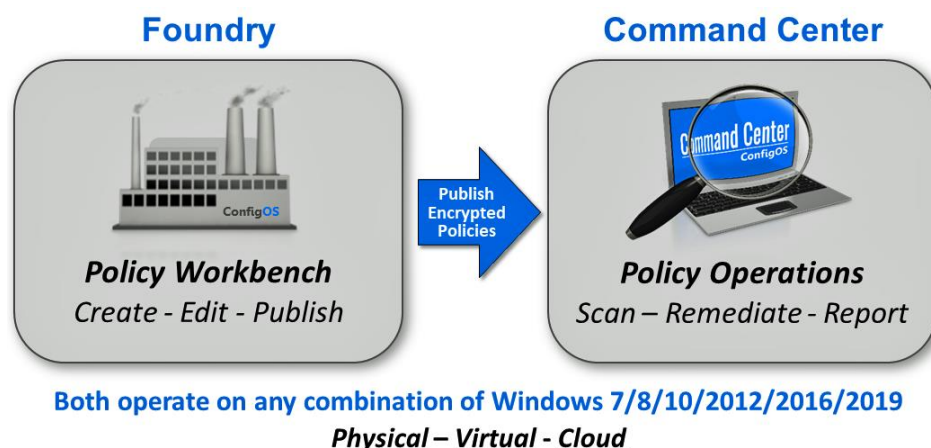 Foundry
Command Center
ConfigOS
Publish
Encrypted
Policies
Command Center
ConfigOS
Policy Workbench
Create - Edit - Publish
Policy Operations
Scan – Remediate - Report
Both operate on any combination of Windows 7/8/10/2012/2016/2019
Physical – Virtual - Cloud